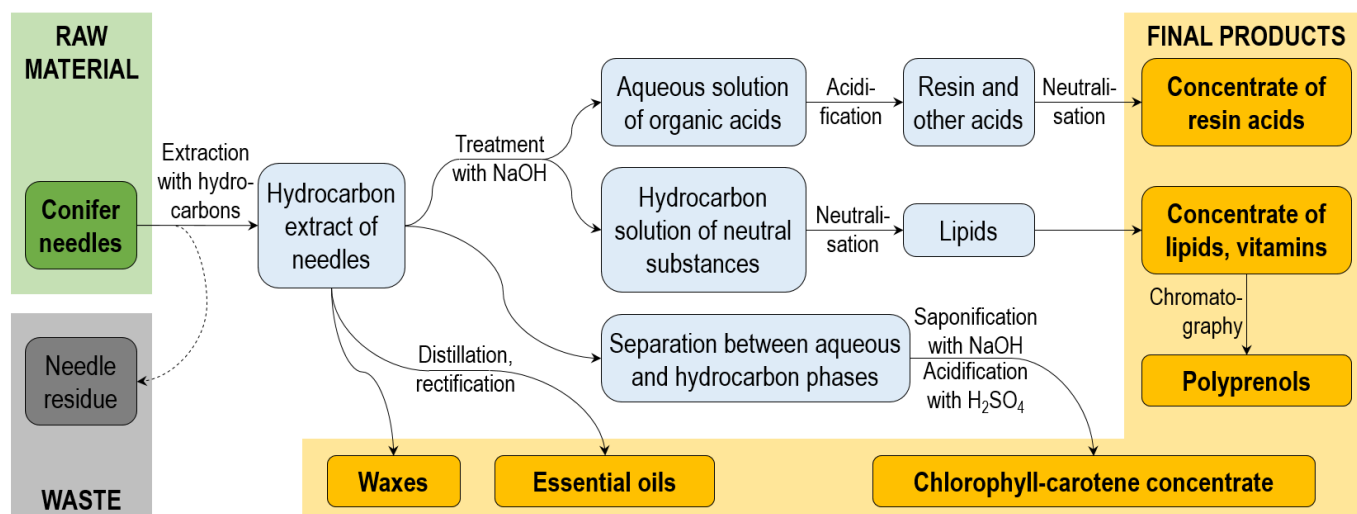 RAW
MATERIAL
FINAL PRODUCTS
Conifer
needles
Extraction
with hydro-
carbons
Hydrocarbon
extract of
needles
Treatment
with NaOH
Aqueous solution
of organic acids
Acidi-
fication
Resin and
other acids
Neutrali-
sation
Concentrate of
resin acids
Hydrocarbon
solution of neutral
substances
Neutrali-
sation
Lipids
Concentrate of
lipids, vitamins
Chromato-
graphy
Polyprenols
Separation between aqueous
and hydrocarbon phases
Saponification
with NaOH
Acidification
with H₂SO₄
Distillation,
rectification
Needle
residue
WASTE
Waxes
Essential oils
Chlorophyll-carotene concentrate